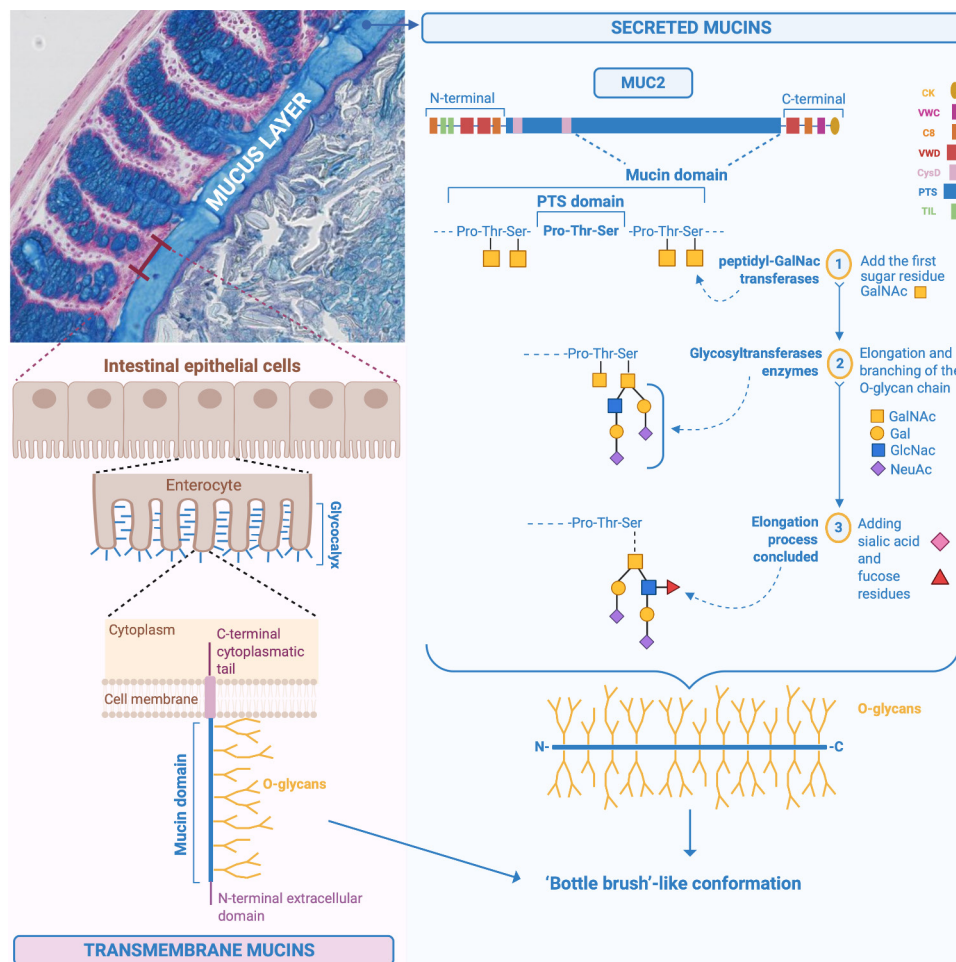 MUCUS LAYER
Intestinal epithelial cells
Enterocyte
Glycocalyx
Cytoplasm
C-terminal
cytoplasmatic
tail
Cell membrane
Mucin domain
O-glycans
N-terminal extracellular
domain
TRANSMEMBRANE MUCINS
SECRETED MUCINS
MUC2
N-terminal
C-terminal
CK
VWC
C8
VWD
CysD
PTS
TIL
Mucin domain
PTS domain
---- Pro-Thr-Ser-
Pro-Thr-Ser
-Pro-Thr-Ser----
peptidyl-GalNac
transferases
1
Add the first
sugar residue
GalNAc
-----Pro-Thr-Ser
Glycosyltransferases
enzymes
2
Elongation and
branching of the
O-glycan chain
GalNAc
Gal
GlcNac
NeuAc
-----Pro-Thr-Ser
Elongation
process
concluded
3
Adding
sialic acid
and
fucose
residues
O-glycans
N-
-C
'Bottle brush'-like conformation